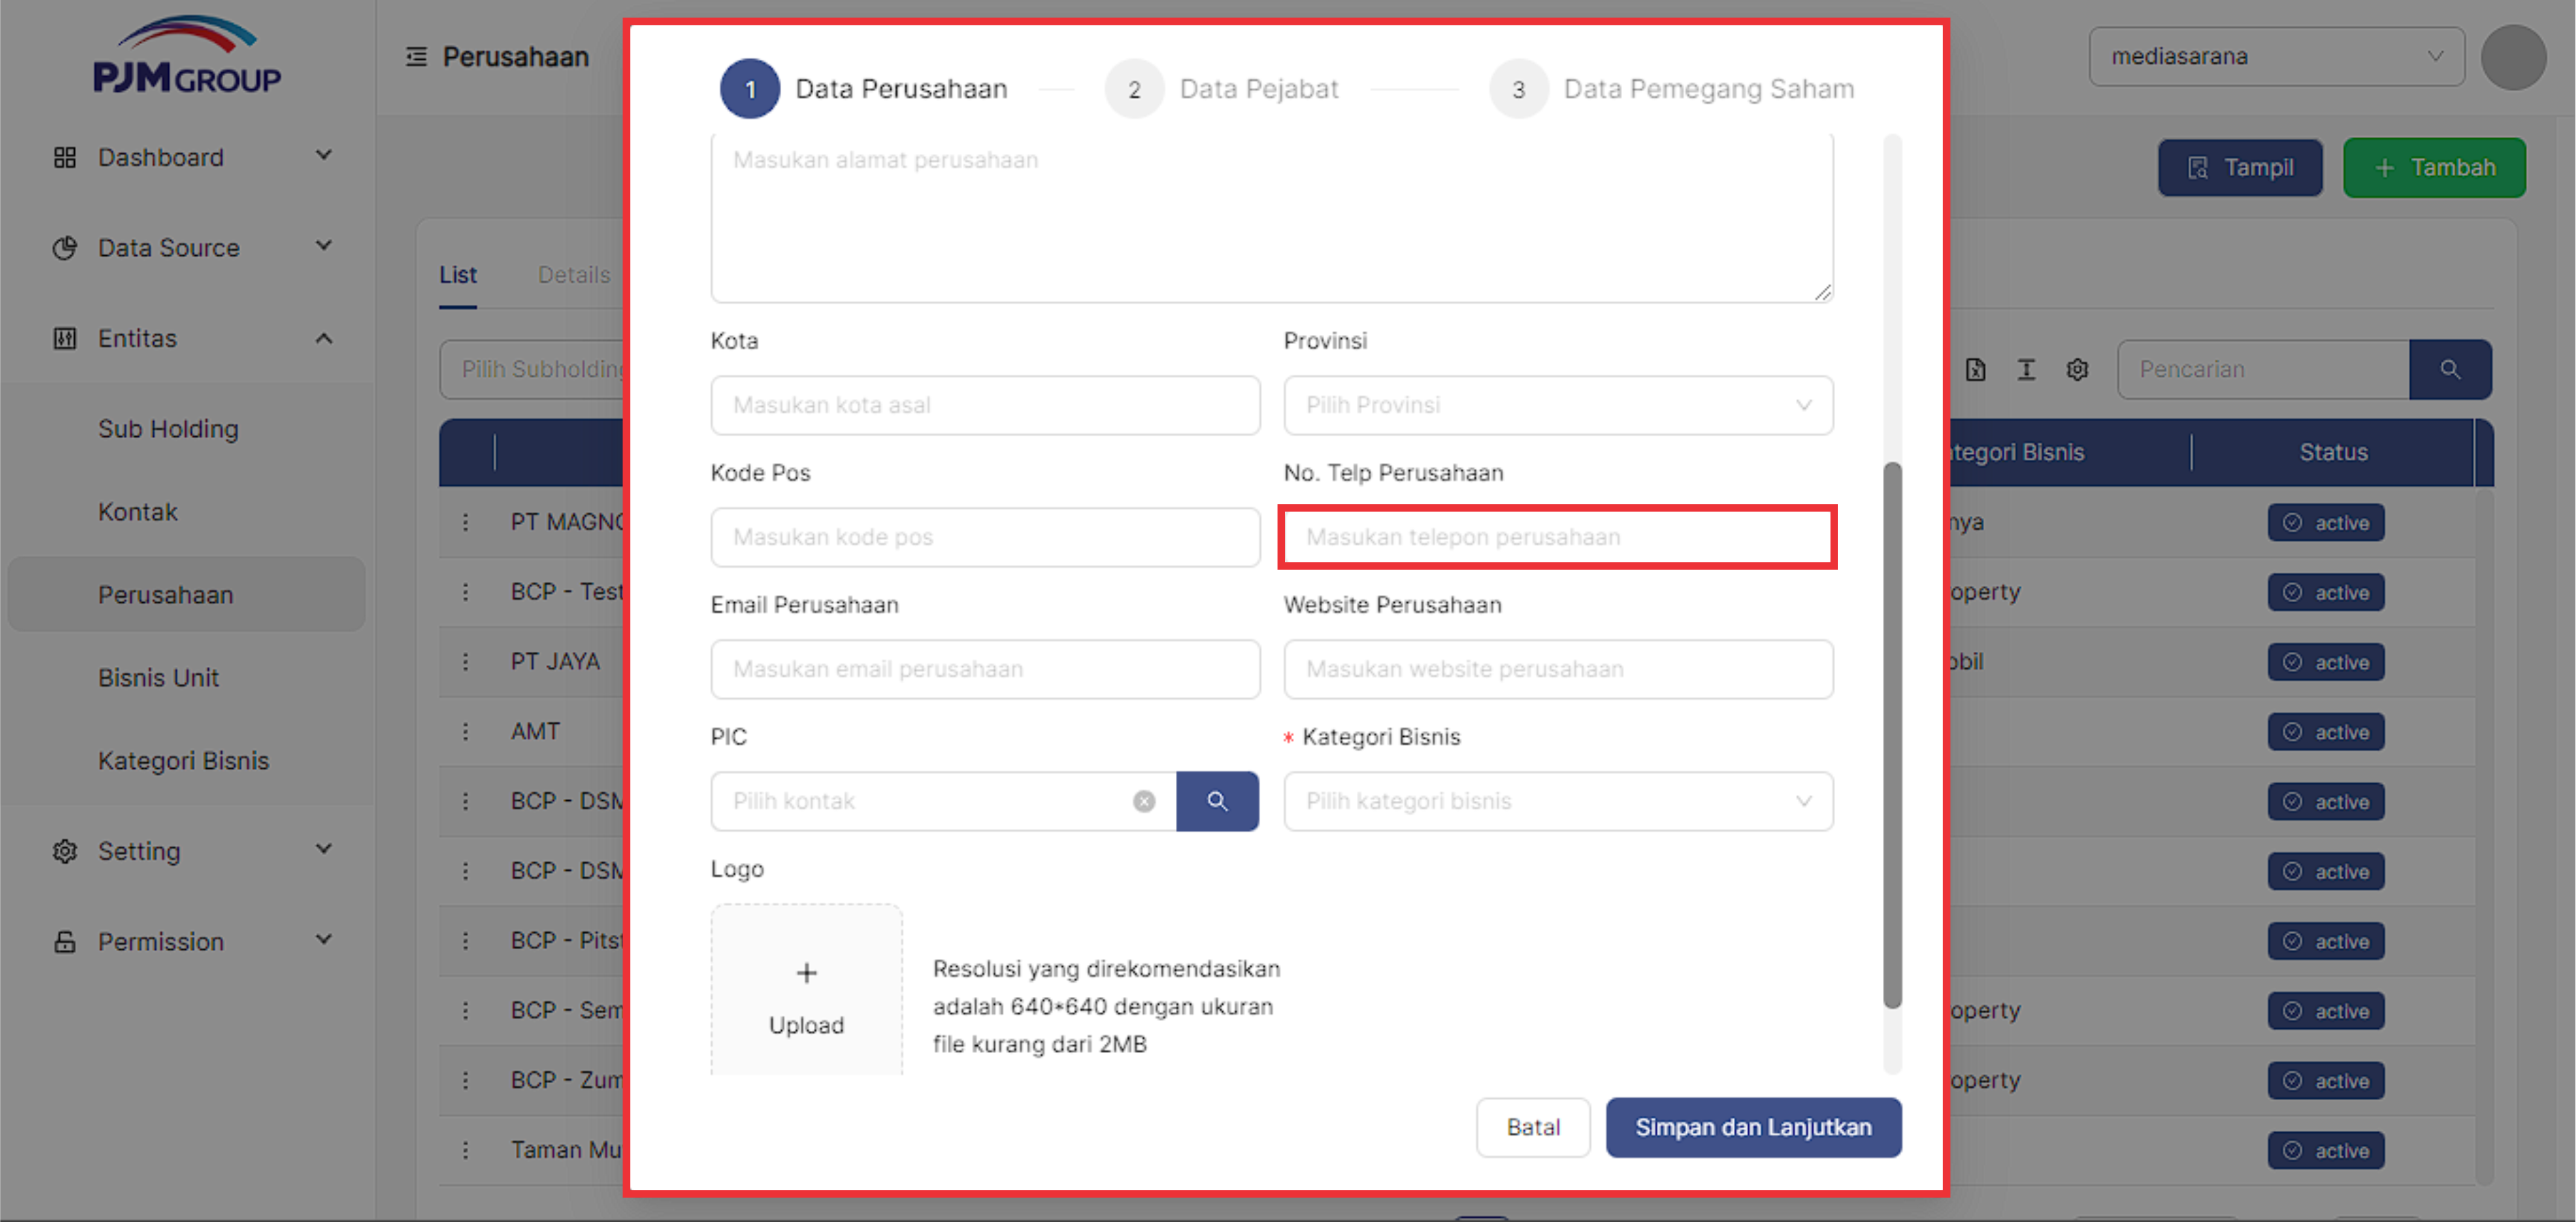 PJM GROUP
Dashboard
Data Source
Entitas
Sub Holding
Kontak
Perusahaan
Bisnis Unit
Kategori Bisnis
Setting
Permission
Perusahaan
mediasarana
Tampil
Tambah
List
Details
Pilih Subholding
Pencarian
tegori Bisnis
Status
PT MAGNO
nya
active
BCP - Test
operty
active
PT JAYA
obil
active
AMT
active
BCP - DSM
active
BCP - DSM
active
BCP - Pitst
active
BCP - Sem
operty
active
BCP - Zum
operty
active
Taman Mu
active
1 Data Perusahaan
2 Data Pejabat
3 Data Pemegang Saham
Masukan alamat perusahaan
Kota
Provinsi
Masukan kota asal
Pilih Provinsi
Kode Pos
No. Telp Perusahaan
Masukan kode pos
Masukan telepon perusahaan
Email Perusahaan
Website Perusahaan
Masukan email perusahaan
Masukan website perusahaan
PIC
* Kategori Bisnis
Pilih kontak
Pilih kategori bisnis
Logo
+
Upload
Resolusi yang direkomendasikan
adalah 640*640 dengan ukuran
file kurang dari 2MB
Batal
Simpan dan Lanjutkan